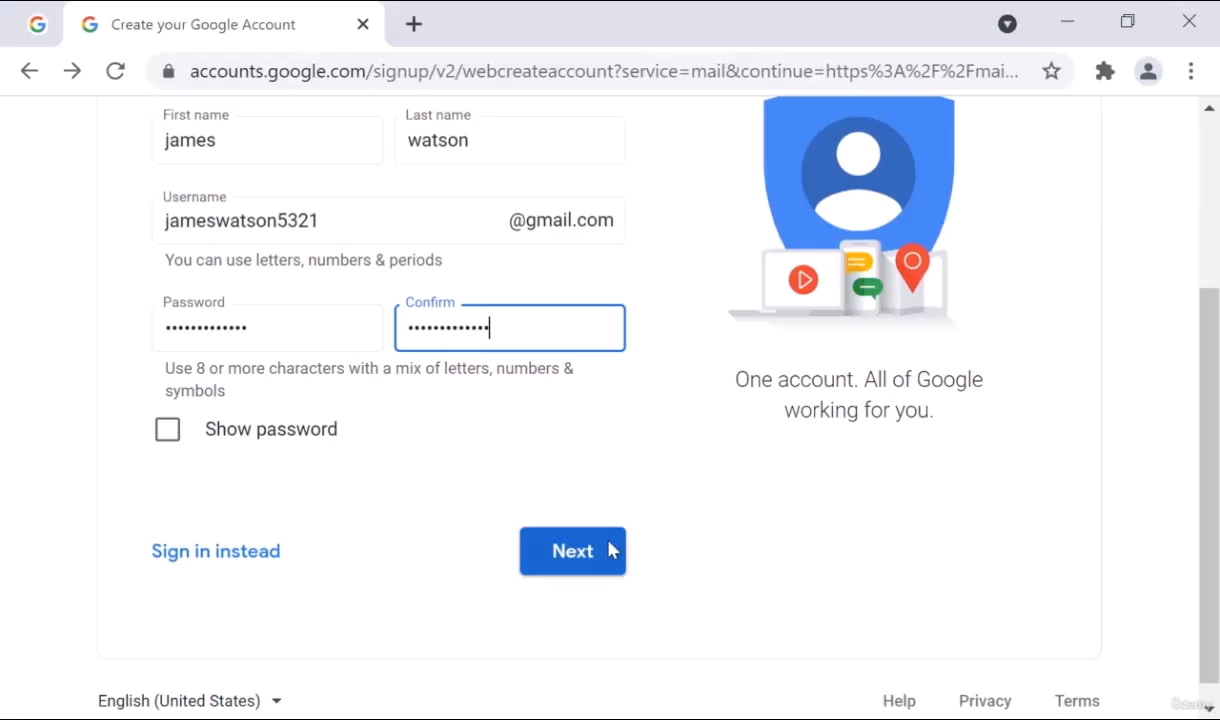 Create your Google Account
accounts.google.com/signup/v2/webcreateaccount?service=mail&continue=https%3A%2F%2Fmai...
First name
james
Last name
watson
Username
jameswatson5321
@gmail.com
You can use letters, numbers & periods
Password
•••••••••••••
Confirm
•••••••••••••
Use 8 or more characters with a mix of letters, numbers &
symbols
Show password
Sign in instead
Next
One account. All of Google
working for you.
English (United States)
Help
Privacy
Terms